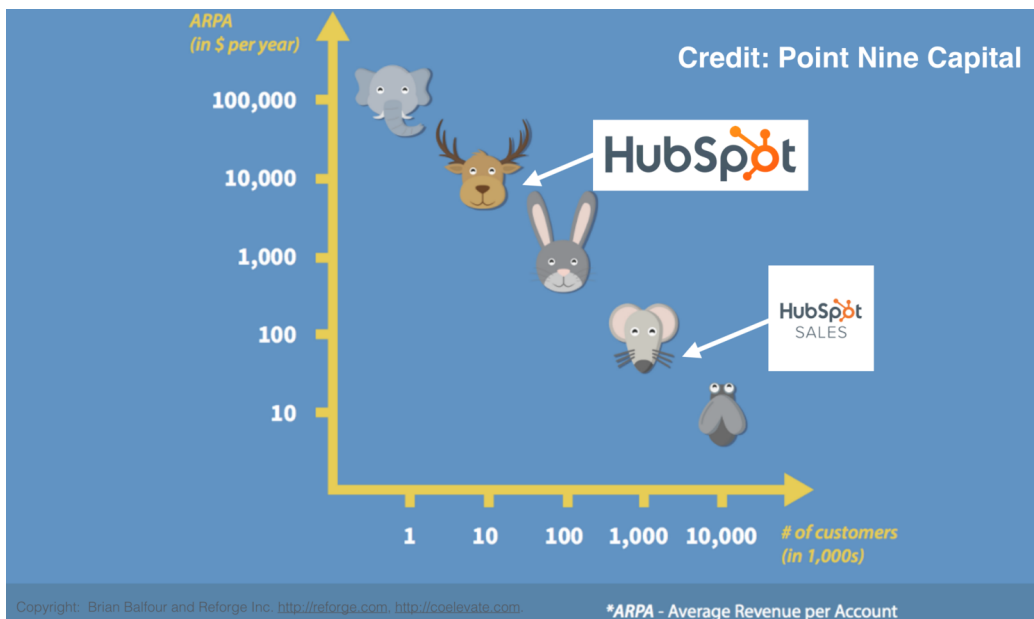 ARPA
(in $ per year)
Credit: Point Nine Capital
100,000
HubSpot
10,000
1,000
HubSpot
SALES
100
10
1
10
100
1,000
10,000
# of customers
(in 1,000s)
Copyright: Brian Balfour and Reforge Inc. http://reforge.com, http://coelevate.com.
*ARPA - Average Revenue per Account